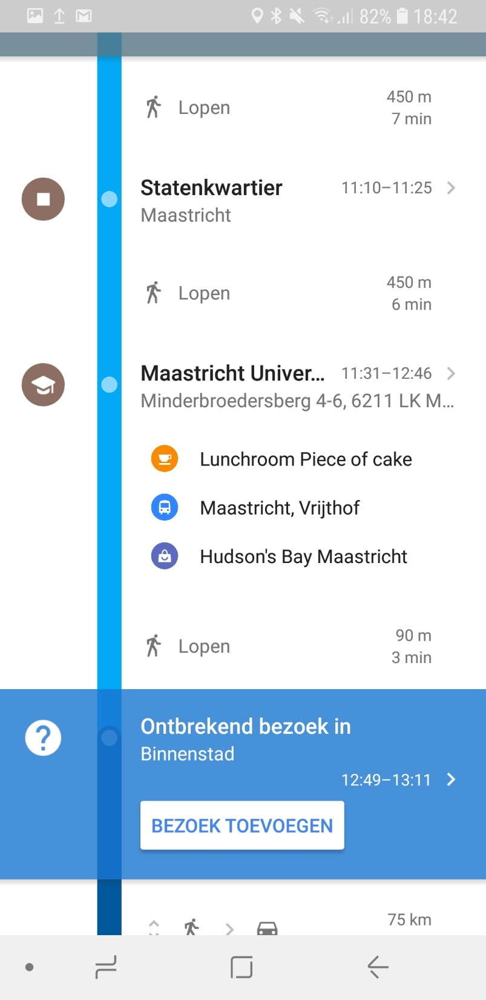 82% 18:42
Lopen 450 m
7 min
Statenkwartier 11:10–11:25
Maastricht
Lopen 450 m
6 min
Maastricht Univer... 11:31–12:46
Minderbroedersberg 4-6, 6211 LK M...
Lunchroom Piece of cake
Maastricht, Vrijthof
Hudson's Bay Maastricht
Lopen 90 m
3 min
Ontbrekend bezoek in
Binnenstad
12:49–13:11
BEZOEK TOEVOEGEN
75 km